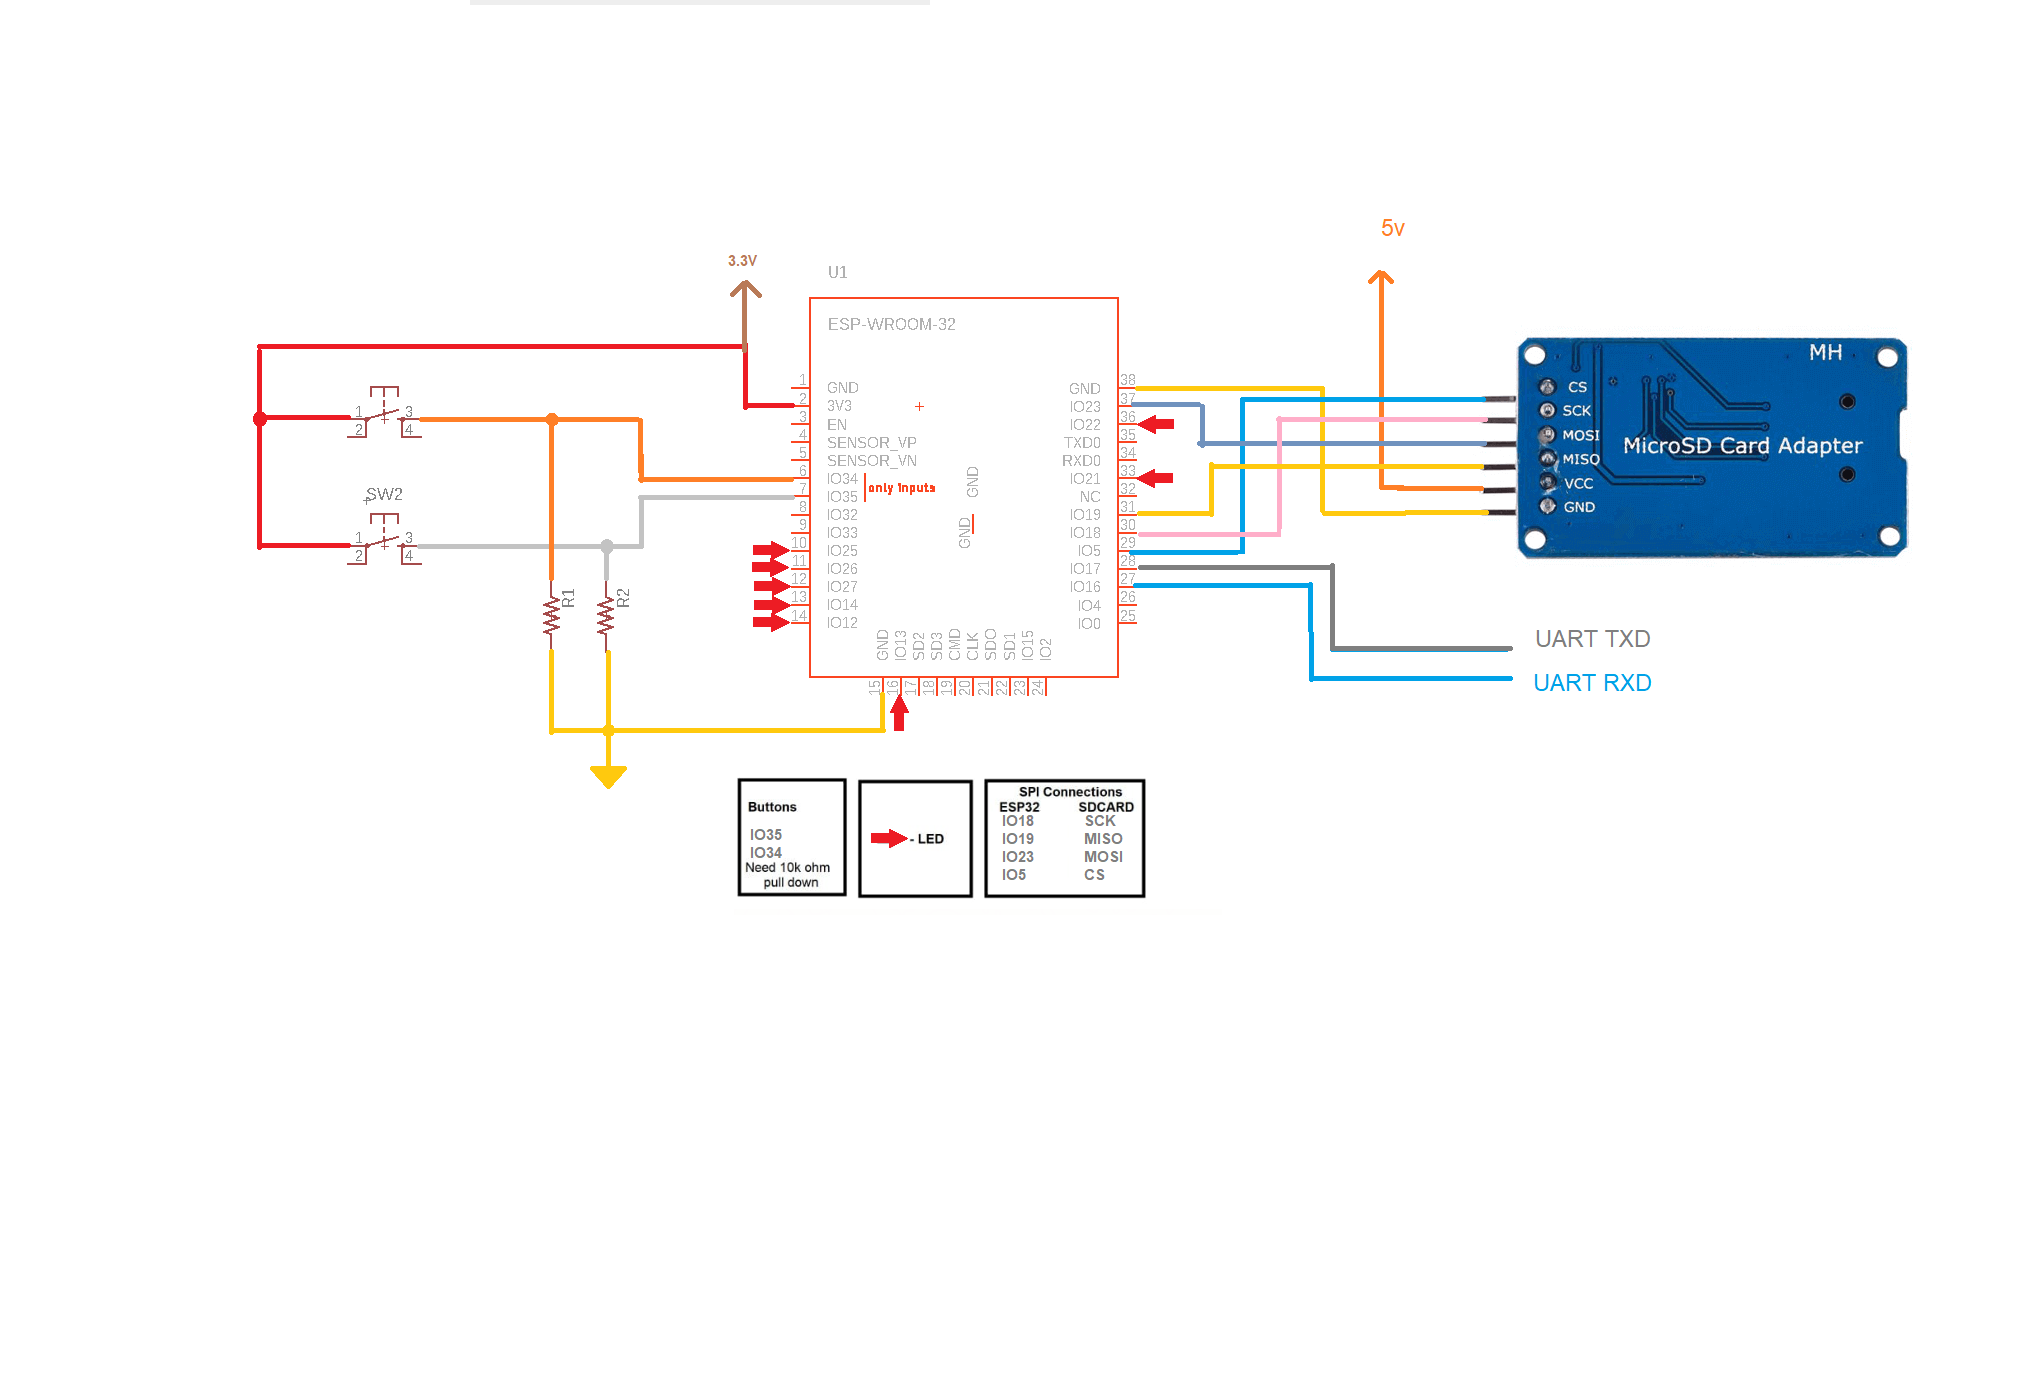 5v
3.3V
U1
ESP-WROOM-32
1 GND
2 3V3
3 EN
4 SENSOR_VP
5 SENSOR_VN
6 IO34
7 IO35
only inputs
8 IO32
9 IO33
10 IO25
11 IO26
12 IO27
13 IO14
14 IO12
GND
GND
GND 38
IO23 37
IO22 36
TXD0 35
RXD0 34
IO21 33
NC 32
IO19 31
IO18 30
IO5 29
IO17 28
IO16 27
IO4 26
IO0 25
GND 15
IO13 16
SD2 17
SD3 18
CMD 19
CLK 20
SDO 21
SD1 22
IO15 23
IO2 24
1 3
2 4
SW2
1 3
2 4
R1
R2
MH
CS
SCK
MOSI
MISO
VCC
GND
MicroSD Card Adapter
UART TXD
UART RXD
Buttons
IO35
IO34
Need 10k ohm
pull down
- LED
SPI Connections
ESP32 SDCARD
IO18 SCK
IO19 MISO
IO23 MOSI
IO5 CS